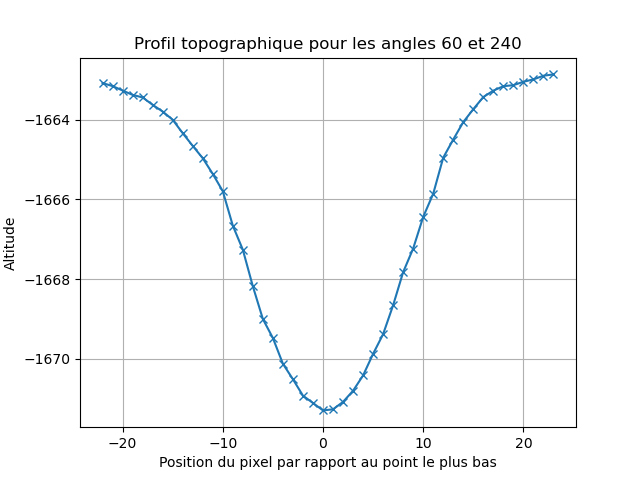 Profil topographique pour les angles 60 et 240
Altitude
−1664
−1666
−1668
−1670
−20 −10 0 10 20
Position du pixel par rapport au point le plus bas